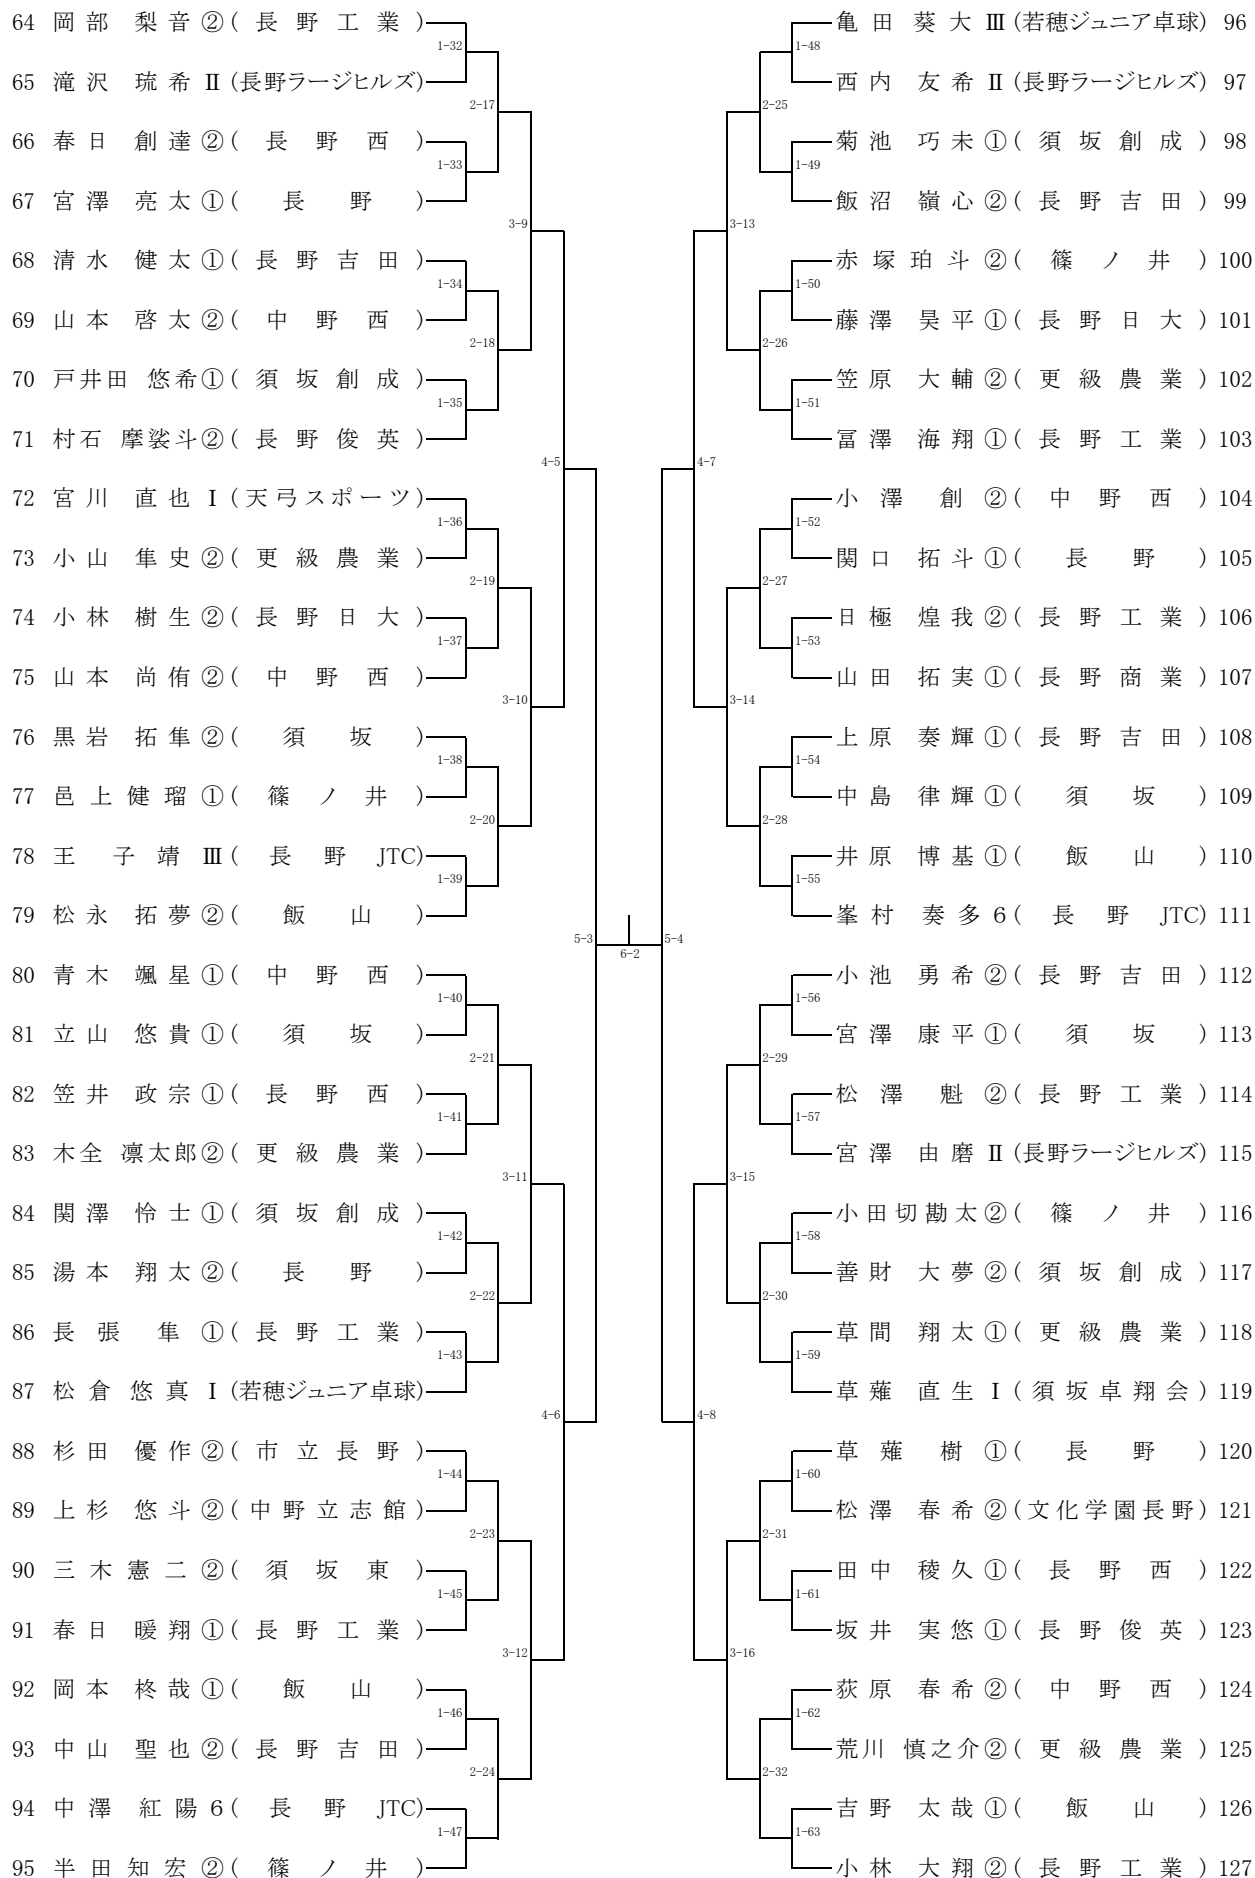 64 岡部 梨音②(長野工業)
1-32
65 滝沢 琉希Ⅱ(長野ラージヒルズ)
2-17
66 春日 創達②(長野西)
1-33
67 宮澤 亮太①(長野)
3-9
68 清水 健太①(長野吉田)
1-34
69 山本 啓太②(中野西)
2-18
70 戸井田 悠希①(須坂創成)
1-35
71 村石 摩裟斗②(長野俊英)
4-5
72 宮川 直也Ⅰ(天弓スポーツ)
1-36
73 小山 隼史②(更級農業)
2-19
74 小林 樹生②(長野日大)
1-37
75 山本 尚侑②(中野西)
3-10
76 黒岩 拓隼②(須坂)
1-38
77 邑上健瑠①(篠ノ井)
2-20
78 王 子靖Ⅲ(長野JTC)
1-39
79 松永 拓夢②(飯山)
5-3
80 青木 颯星①(中野西)
1-40
81 立山 悠貴①(須坂)
2-21
82 笠井 政宗①(長野西)
1-41
83 木全 凛太郎②(更級農業)
3-11
84 関澤 怜士①(須坂創成)
1-42
85 湯本 翔太②(長野)
2-22
86 長張 隼①(長野工業)
1-43
87 松倉 悠真Ⅰ(若穂ジュニア卓球)
4-6
88 杉田 優作②(市立長野)
1-44
89 上杉 悠斗②(中野立志館)
2-23
90 三木憲二②(須坂東)
1-45
91 春日 暖翔①(長野工業)
3-12
92 岡本 柊哉①(飯山)
1-46
93 中山 聖也②(長野吉田)
2-24
94 中澤 紅陽6(長野JTC)
1-47
95 半田知宏②(篠ノ井)
6-2
亀田 葵大Ⅲ(若穂ジュニア卓球) 96
1-48
西内 友希Ⅱ(長野ラージヒルズ) 97
2-25
菊池 巧未①(須坂創成) 98
1-49
飯沼 嶺心②(長野吉田) 99
3-13
赤塚珀斗②(篠ノ井) 100
1-50
藤澤 昊平①(長野日大) 101
2-26
笠原 大輔②(更級農業) 102
1-51
冨澤 海翔①(長野工業) 103
4-7
小澤 創②(中野西) 104
1-52
関口 拓斗①(長野) 105
2-27
日極 煌我②(長野工業) 106
1-53
山田 拓実①(長野商業) 107
3-14
上原 奏輝①(長野吉田) 108
1-54
中島 律輝①(須坂) 109
2-28
井原 博基①(飯山) 110
1-55
峯村 奏多6(長野JTC) 111
5-4
小池 勇希②(長野吉田) 112
1-56
宮澤 康平①(須坂) 113
2-29
松澤 魁②(長野工業) 114
1-57
宮澤 由磨Ⅱ(長野ラージヒルズ) 115
3-15
小田切勘太②(篠ノ井) 116
1-58
善財 大夢②(須坂創成) 117
2-30
草間 翔太①(更級農業) 118
1-59
草薙 直生Ⅰ(須坂卓翔会) 119
4-8
草薙 樹①(長野) 120
1-60
松澤 春希②(文化学園長野) 121
2-31
田中 稜久①(長野西) 122
1-61
坂井 実悠①(長野俊英) 123
3-16
荻原 春希②(中野西) 124
1-62
荒川 慎之介②(更級農業) 125
2-32
吉野 太哉①(飯山) 126
1-63
小林 大翔②(長野工業) 127